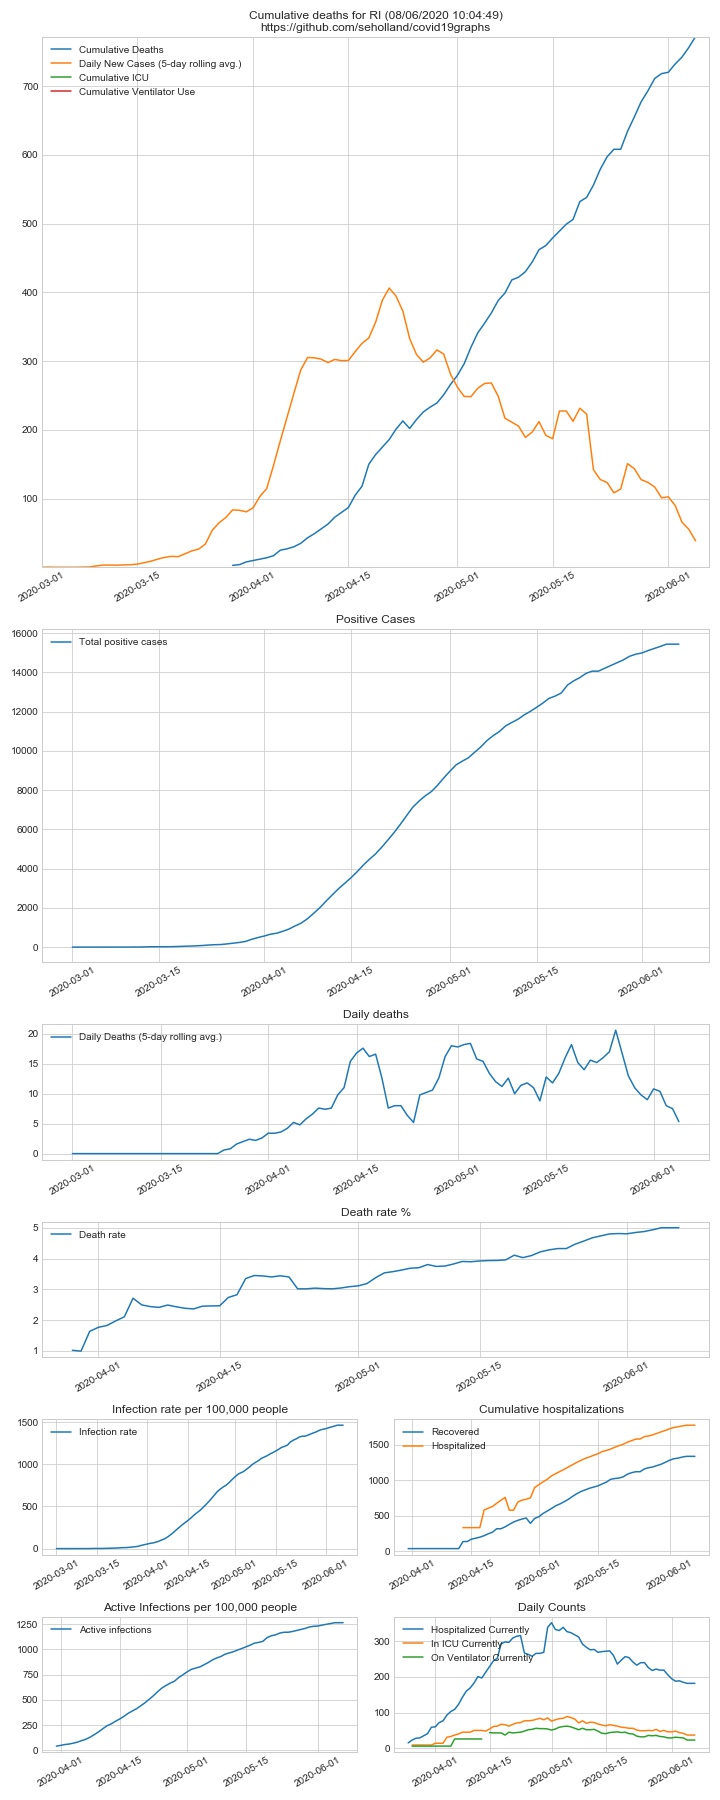 Cumulative deaths for RI (08/06/2020 10:04:49)
https://github.com/seholland/covid19graphs
Cumulative Deaths
Daily New Cases (5-day rolling avg.)
Cumulative ICU
Cumulative Ventilator Use
700
600
500
400
300
200
100
2020-03-01 2020-03-15 2020-04-01 2020-04-15 2020-05-01 2020-05-15 2020-06-01
Positive Cases
Total positive cases
16000
14000
12000
10000
8000
6000
4000
2000
0
2020-03-01 2020-03-15 2020-04-01 2020-04-15 2020-05-01 2020-05-15 2020-06-01
Daily deaths
Daily Deaths (5-day rolling avg.)
20
15
10
5
0
2020-03-01 2020-03-15 2020-04-01 2020-04-15 2020-05-01 2020-05-15 2020-06-01
Death rate %
Death rate
5
4
3
2
1
2020-04-01 2020-04-15 2020-05-01 2020-05-15 2020-06-01
Infection rate per 100,000 people
Infection rate
1500
1000
500
0
2020-03-01 2020-03-15 2020-04-01 2020-04-15 2020-05-01 2020-05-15 2020-06-01
Cumulative hospitalizations
Recovered
Hospitalized
1500
1000
500
0
2020-04-01 2020-04-15 2020-05-01 2020-05-15 2020-06-01
Active Infections per 100,000 people
Active infections
1250
1000
750
500
250
0
2020-04-01 2020-04-15 2020-05-01 2020-05-15 2020-06-01
Daily Counts
Hospitalized Currently
In ICU Currently
On Ventilator Currently
300
200
100
0
2020-04-01 2020-04-15 2020-05-01 2020-05-15 2020-06-01